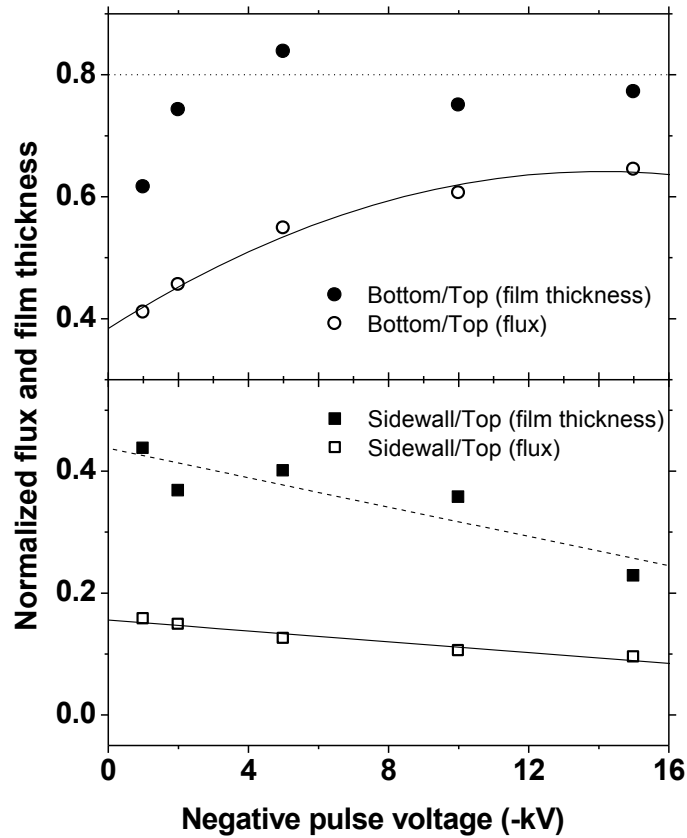 Normalized flux and film thickness
0.8
0.6
0.4
Bottom/Top (film thickness)
Bottom/Top (flux)
Sidewall/Top (film thickness)
Sidewall/Top (flux)
0.4
0.2
0.0
0 4 8 12 16
Negative pulse voltage (-kV)